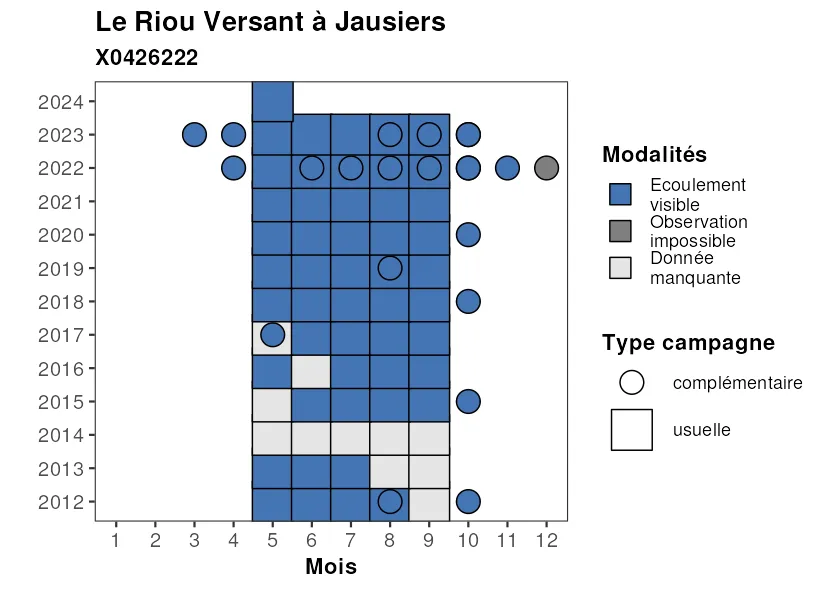 Le Riou Versant à Jausiers
X0426222
2024
2023
2022
2021
2020
2019
2018
2017
2016
2015
2014
2013
2012
1 2 3 4 5 6 7 8 9 10 11 12
Mois
Modalités
Ecoulement
visible
Observation
impossible
Donnée
manquante
Type campagne
complémentaire
usuelle